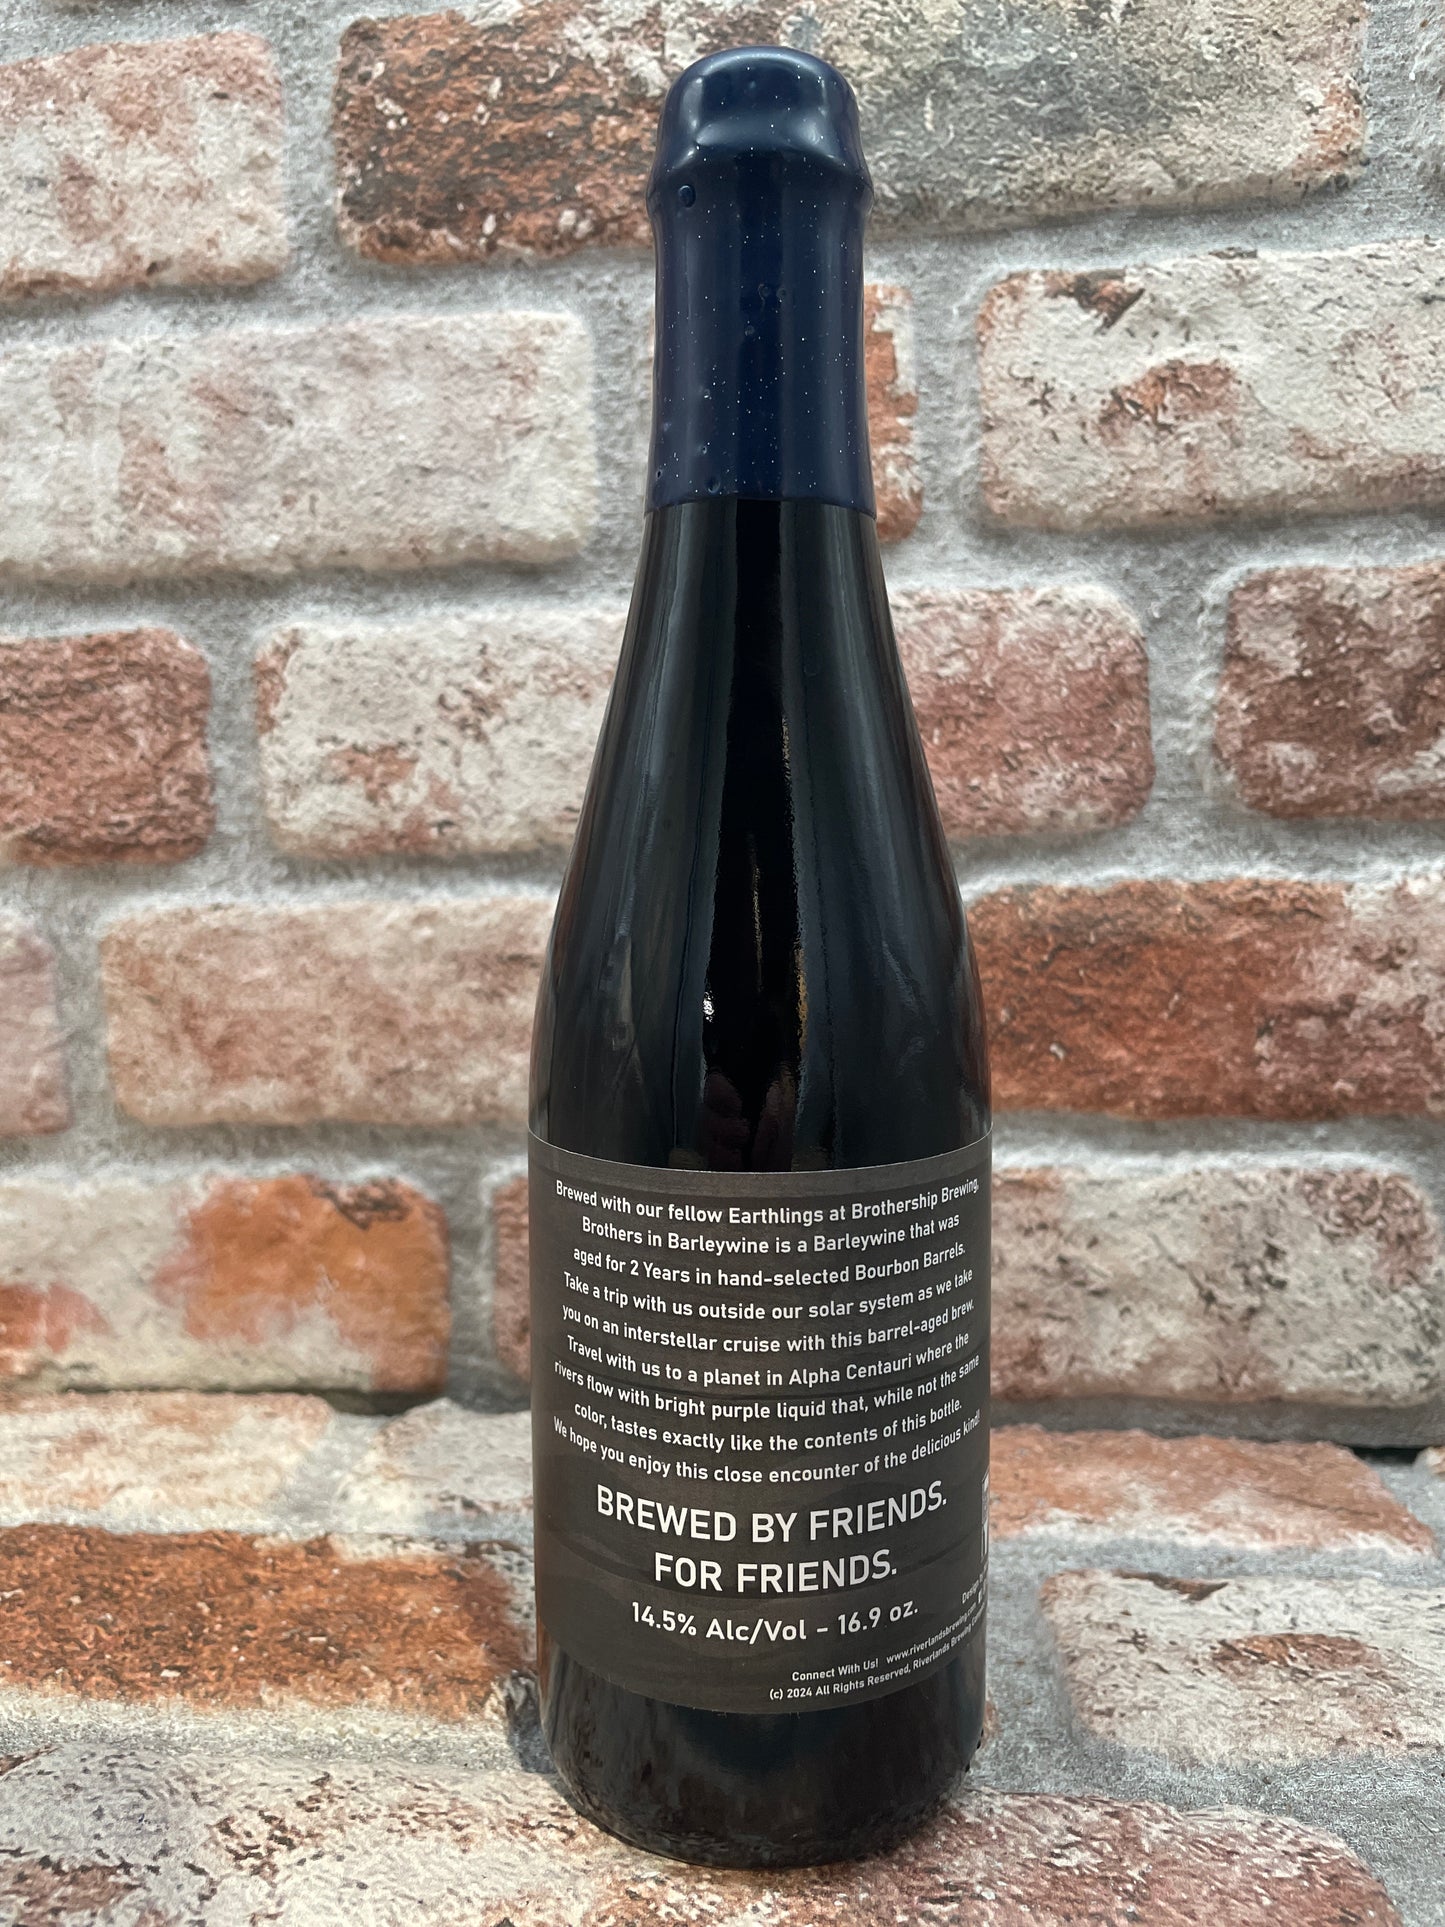 Brewed with our fellow Earthlings at Brothership Brewing,
Brothers in Barleywine is a Barleywine that was
aged for 2 Years in hand-selected Bourbon Barrels.
Take a trip with us outside our solar system as we take
you on an interstellar cruise with this barrel-aged brew.
Travel with us to a planet in Alpha Centauri where the
rivers flow with bright purple liquid that, while not the same
color, tastes exactly like the contents of this bottle.
We hope you enjoy this close encounter of the delicious kind!
BREWED BY FRIENDS.
FOR FRIENDS.
14.5% Alc/Vol - 16.9 oz.
Design
Connect With Us! www.riverlandsbrewing.com
(c) 2024 All Rights Reserved, Riverlands Brewing